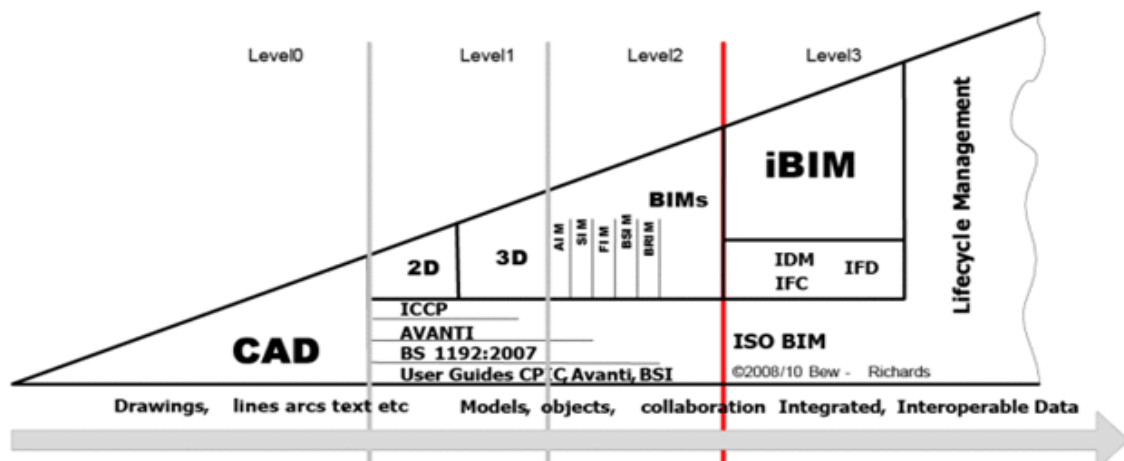 Level0 Level1 Level2 Level3
Lifecycle Management
iBIM
BIMs
AIM
SIM
FIM
BSIM
BRIM
2D 3D
IDM IFD
IFC
ICCP
AVANTI
CAD
ISO BIM
BS 1192:2007
User Guides CPIC, Avanti, BSI
©2008/10 Bew - Richards
Drawings, lines arcs text etc Models, objects, collaboration Integrated, Interoperable Data